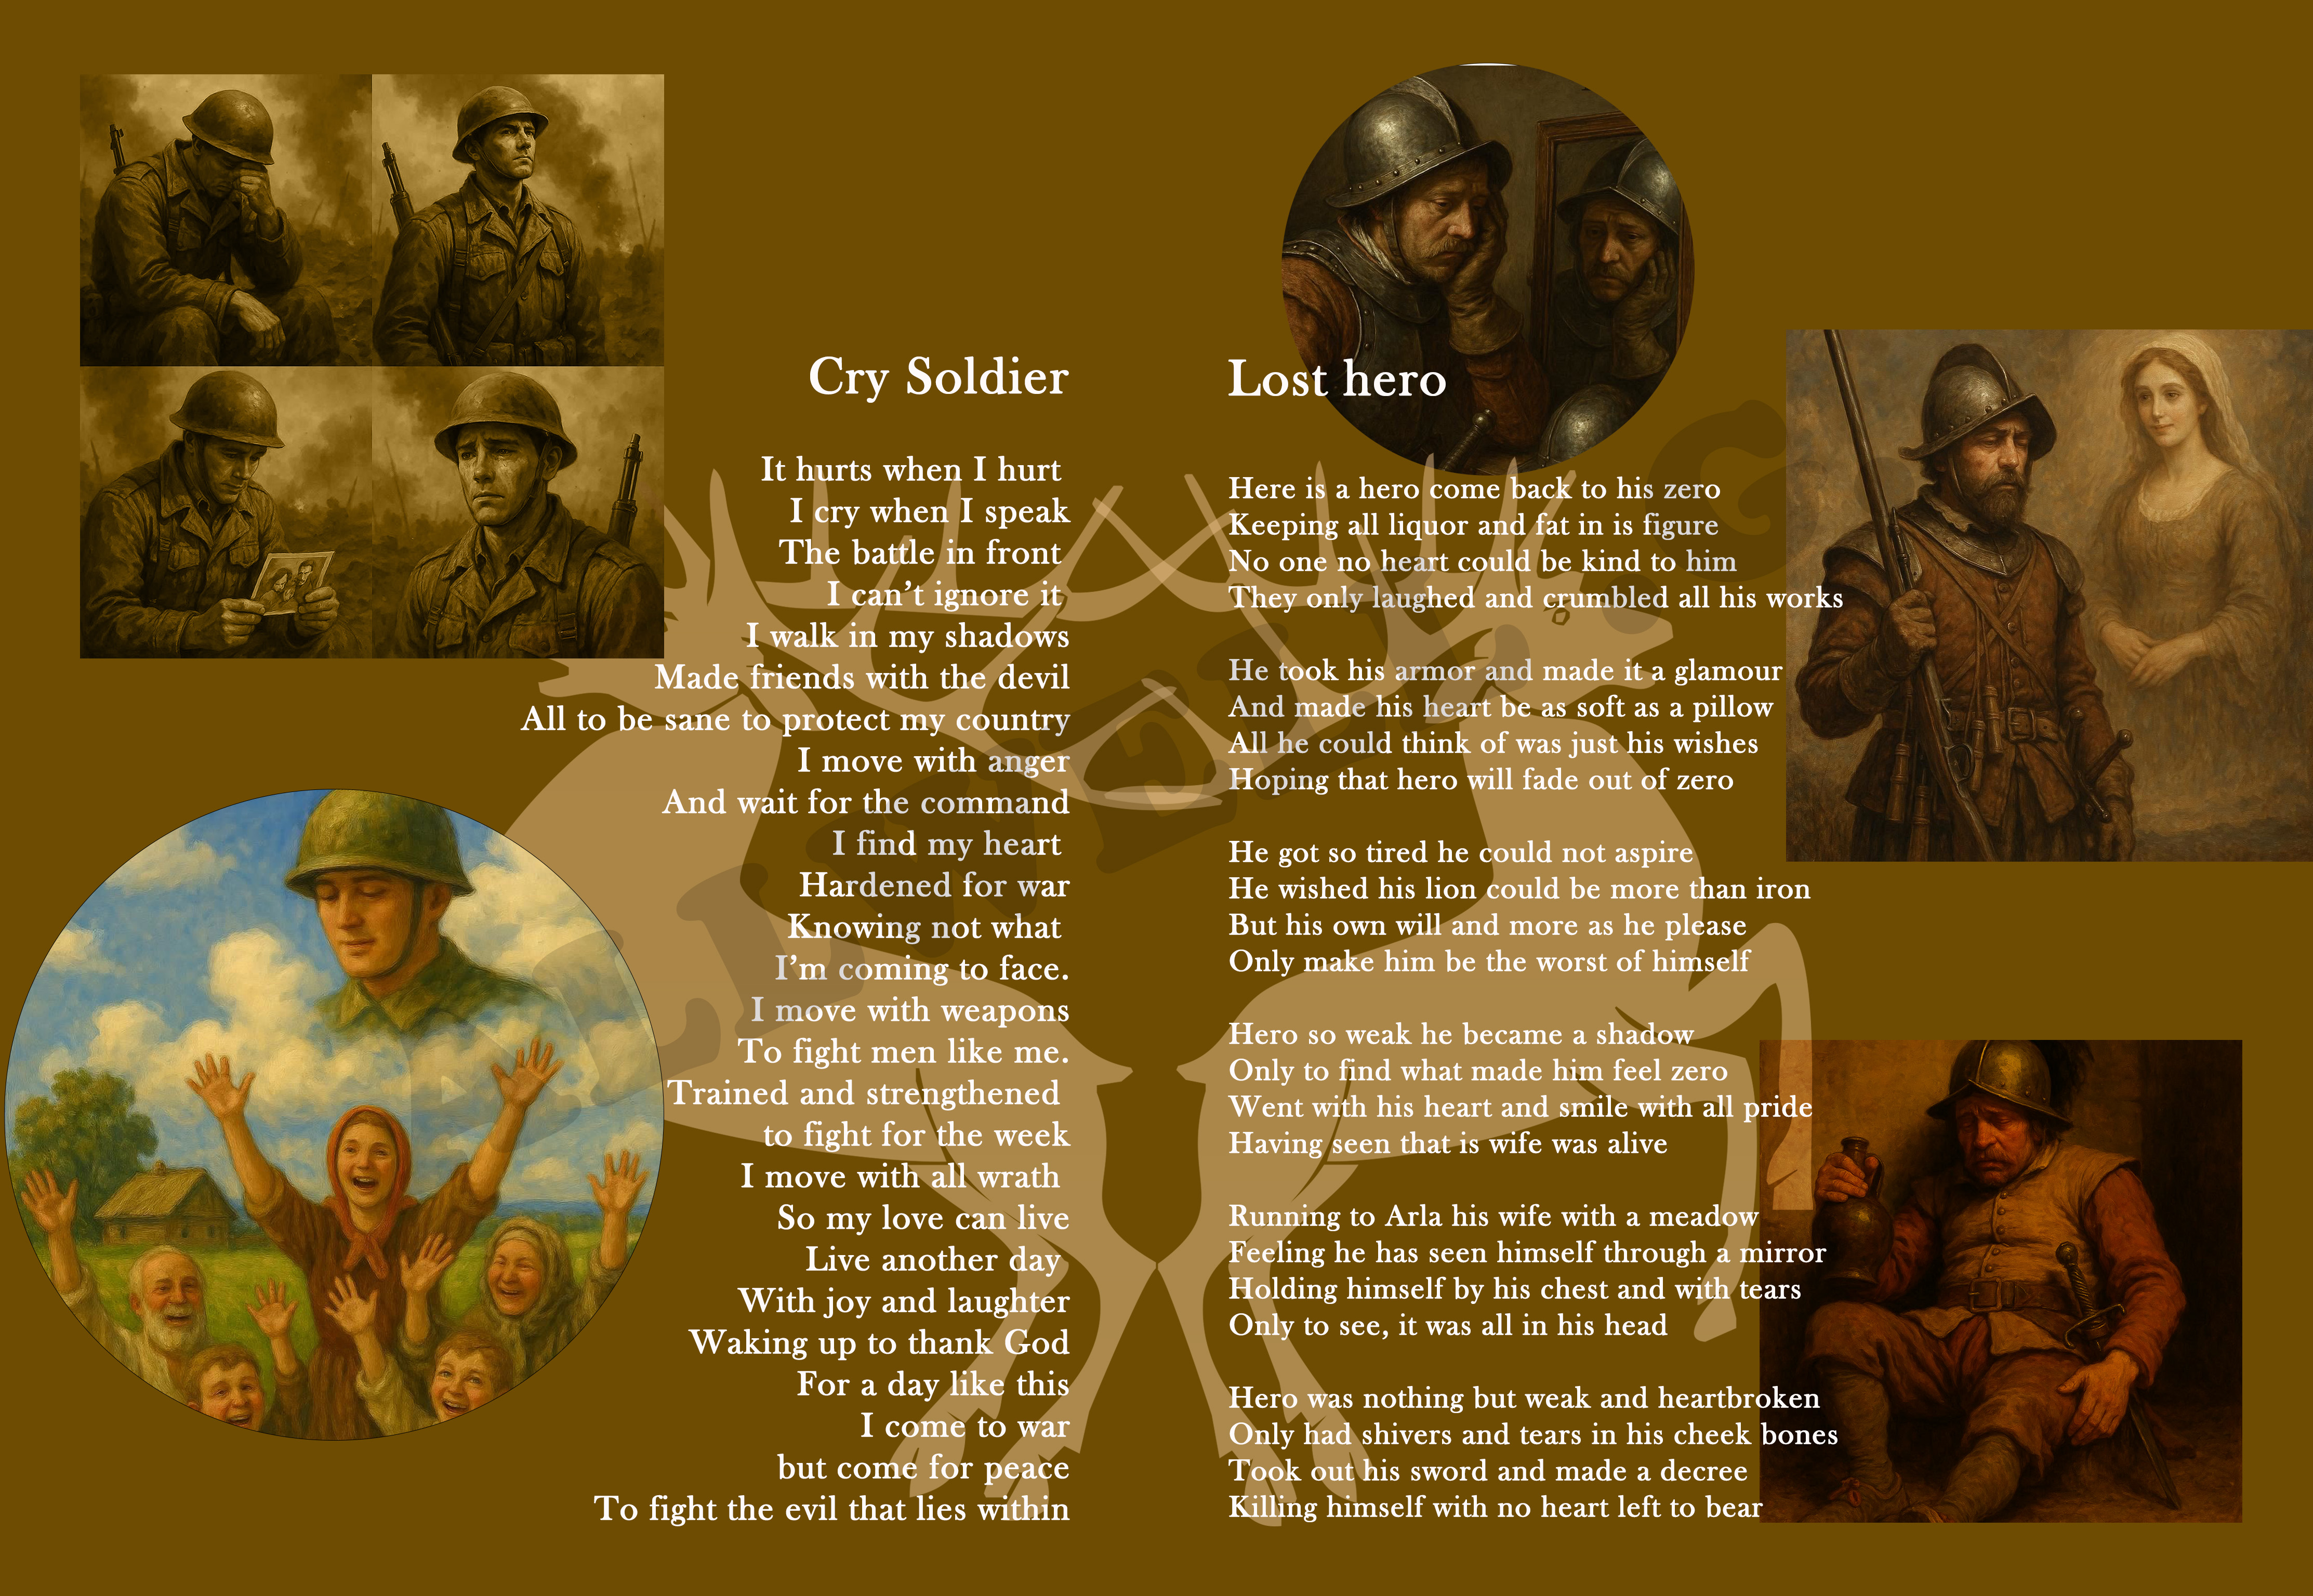 Cry Soldier
It hurts when I hurt
I cry when I speak
The battle in front
I can’t ignore it
I walk in my shadows
Made friends with the devil
All to be sane to protect my country
I move with anger
And wait for the command
I find my heart
Hardened for war
Knowing not what
I’m coming to face.
I move with weapons
To fight men like me.
Trained and strengthened
to fight for the week
I move with all wrath
So my love can live
Live another day
With joy and laughter
Waking up to thank God
For a day like this
I come to war
but come for peace
To fight the evil that lies within
Lost hero
Here is a hero come back to his zero
Keeping all liquor and fat in is figure
No one no heart could be kind to him
They only laughed and crumbled all his works
He took his armor and made it a glamour
And made his heart be as soft as a pillow
All he could think of was just his wishes
Hoping that hero will fade out of zero
He got so tired he could not aspire
He wished his lion could be more than iron
But his own will and more as he please
Only make him be the worst of himself
Hero so weak he became a shadow
Only to find what made him feel zero
Went with his heart and smile with all pride
Having seen that is wife was alive
Running to Arla his wife with a meadow
Feeling he has seen himself through a mirror
Holding himself by his chest and with tears
Only to see, it was all in his head
Hero was nothing but weak and heartbroken
Only had shivers and tears in his cheek bones
Took out his sword and made a decree
Killing himself with no heart left to bear